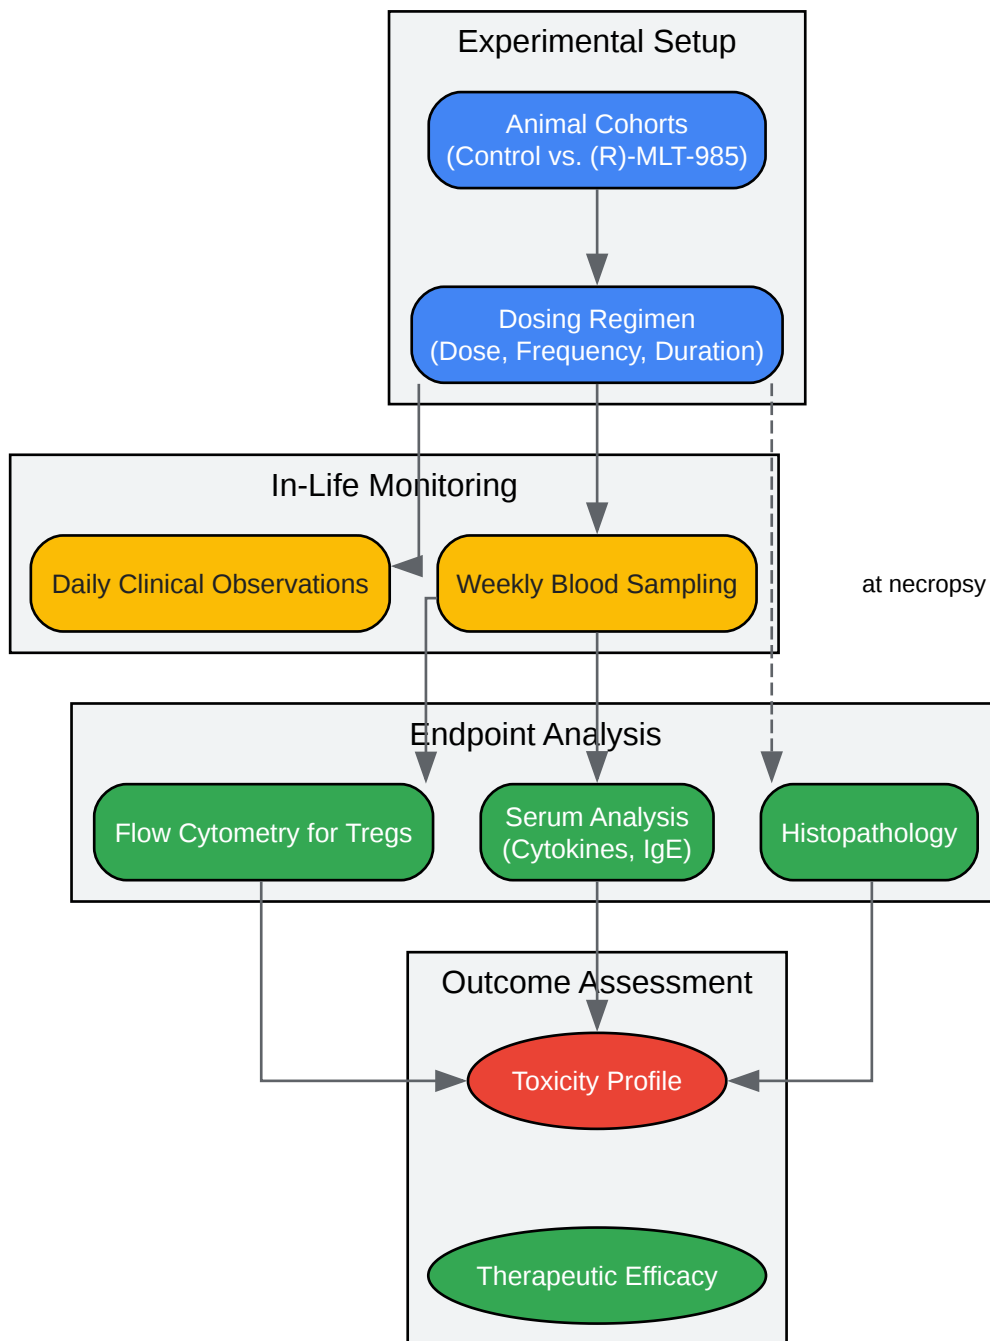 Experimental Setup
Animal Cohorts
(Control vs. (R)-MLT-985)
Dosing Regimen
(Dose, Frequency, Duration)
In-Life Monitoring
Daily Clinical Observations
Weekly Blood Sampling
at necropsy
Endpoint Analysis
Flow Cytometry for Tregs
Serum Analysis
(Cytokines, IgE)
Histopathology
Outcome Assessment
Toxicity Profile
Therapeutic Efficacy